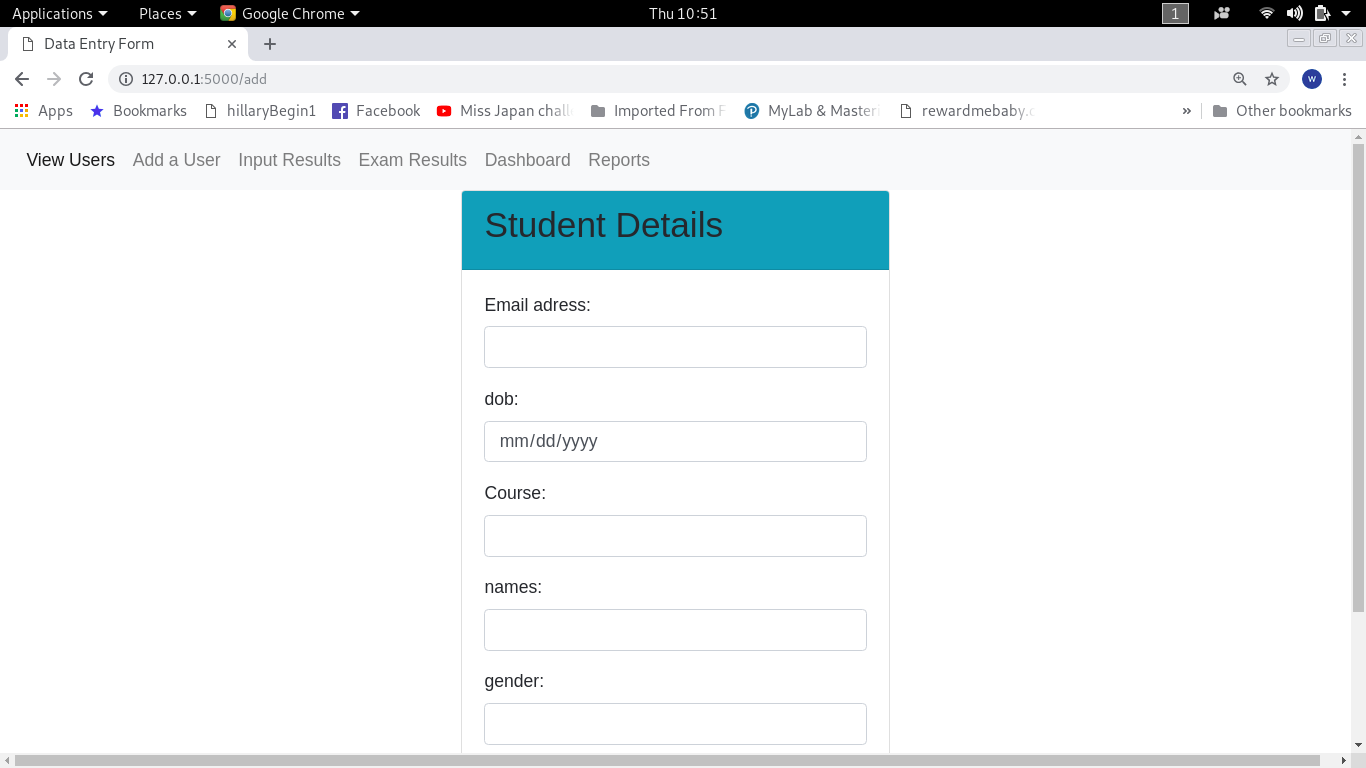 Applications Places Google Chrome Thu 10:51 1
Data Entry Form
127.0.0.1:5000/add W
Apps Bookmarks hillaryBegin1 Facebook Miss Japan chall Imported From F MyLab & Masteri rewardmebaby.c » Other bookmarks
View Users Add a User Input Results Exam Results Dashboard Reports
Student Details
Email adress:
dob:
mm/dd/yyyy
Course:
names:
gender: